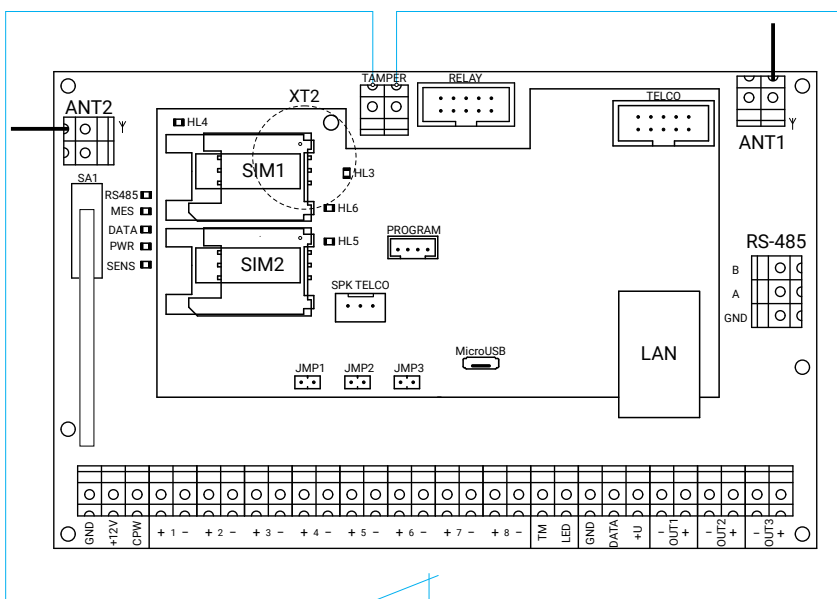 TAMPER
RELAY
XT2
TELCO
ANT2
HL4
ANT1
SIM1
HL3
SA1
RS485
MES
HL6
DATA
PROGRAM
RS-485
PWR
HL5
SENS
SIM2
B
SPK TELCO
A
GND
MicroUSB
LAN
JMP1 JMP2 JMP3
GND +12V CPW + 1 − + 2 − + 3 − + 4 − + 5 − + 6 − + 7 − + 8 − TM LED GND DATA +U − OUT1 + − OUT2 + − OUT3 +